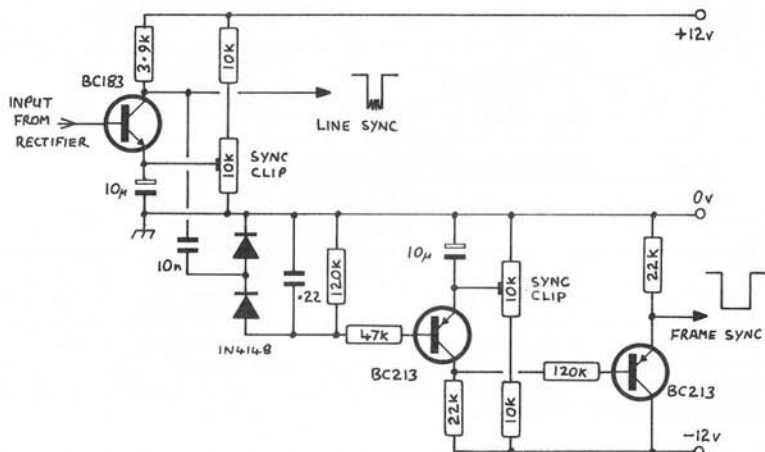 +12v
3.9k
10k
BC183
INPUT
FROM
RECTIFIER
LINE SYNC
10k
SYNC
CLIP
10µ
0v
10n
.22
120k
1N4148
47k
10µ
10k
SYNC
CLIP
22k
FRAME SYNC
BC213
22k
10k
120k
BC213
-12v